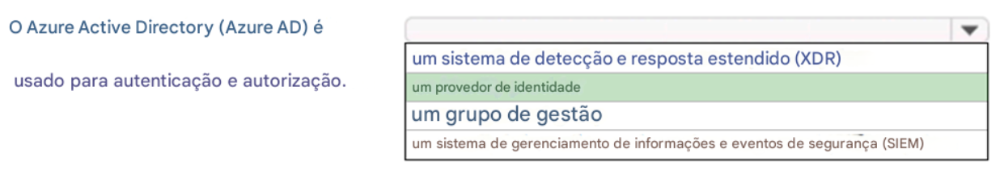 O Azure Active Directory (Azure AD) é
um sistema de detecção e resposta estendido (XDR)
um provedor de identidade
um grupo de gestão
um sistema de gerenciamento de informações e eventos de segurança (SIEM)
usado para autenticação e autorização.